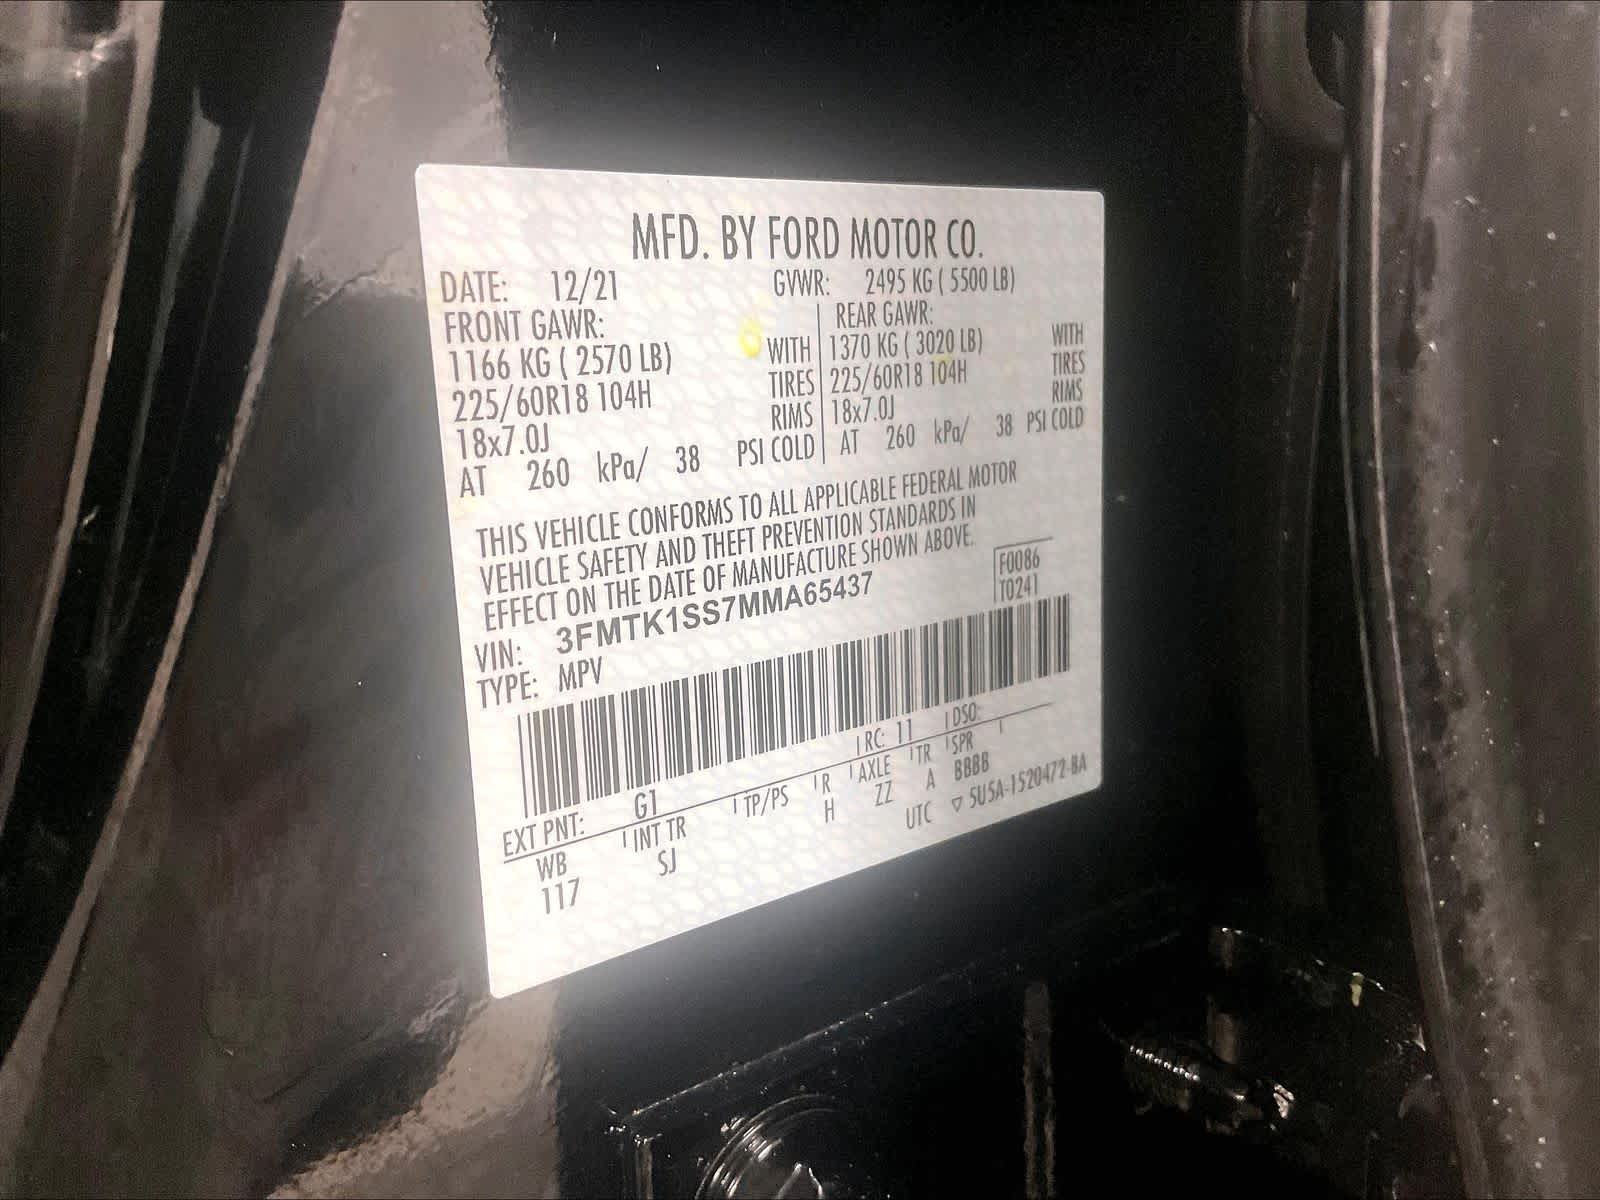 MFD. BY FORD MOTOR CO.
DATE: 12/21 GVWR: 2495 KG ( 5500 LB)
FRONT GAWR: REAR GAWR:
1166 KG ( 2570 LB) WITH 1370 KG ( 3020 LB) WITH
225/60R18 104H TIRES 225/60R18 104H TIRES
18x7.0J RIMS 18x7.0J RIMS
AT 260 kPa/ 38 PSI COLD AT 260 kPa/ 38 PSI COLD
THIS VEHICLE CONFORMS TO ALL APPLICABLE FEDERAL MOTOR
VEHICLE SAFETY AND THEFT PREVENTION STANDARDS IN
EFFECT ON THE DATE OF MANUFACTURE SHOWN ABOVE.
F0086
T0241
VIN: 3FMTK1SS7MMA65437
TYPE: MPV
EXT PNT: G1 RC: 11 DSO:
WB INT TR TP/PS R AXLE TR SPR
117 SJ H ZZ A BBBB
UTC ▽ 5U5A-1520472-BA